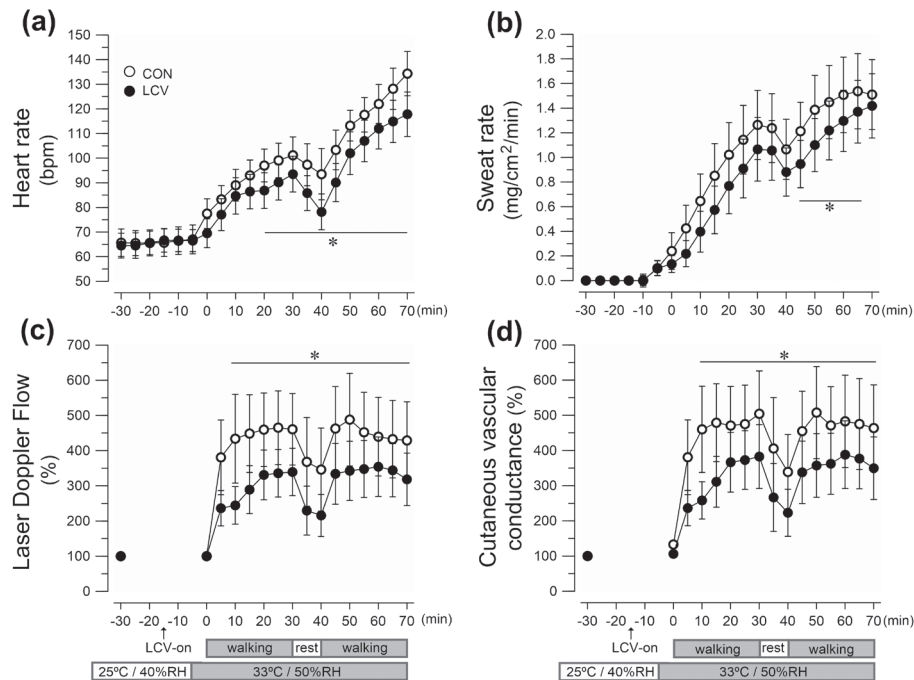 (a)
Heart rate
(bpm)
150
140
130
120
110
100
90
80
70
60
50
CON
LCV
*
-30 -20 -10 0 10 20 30 40 50 60 70 (min)
(b)
Sweat rate
(mg/cm2/min)
2.0
1.8
1.6
1.4
1.2
1.0
0.8
0.6
0.4
0.2
0.0
*
-30 -20 -10 0 10 20 30 40 50 60 70 (min)
(c)
Laser Doppler Flow
(%)
700
600
500
400
300
200
100
0
*
-30 -20 -10 0 10 20 30 40 50 60 70 (min)
LCV-on
walking rest walking
25ºC / 40%RH 33ºC / 50%RH
(d)
Cutaneous vascular
conductance (%)
700
600
500
400
300
200
100
0
*
-30 -20 -10 0 10 20 30 40 50 60 70 (min)
LCV-on
walking rest walking
25ºC / 40%RH 33ºC / 50%RH